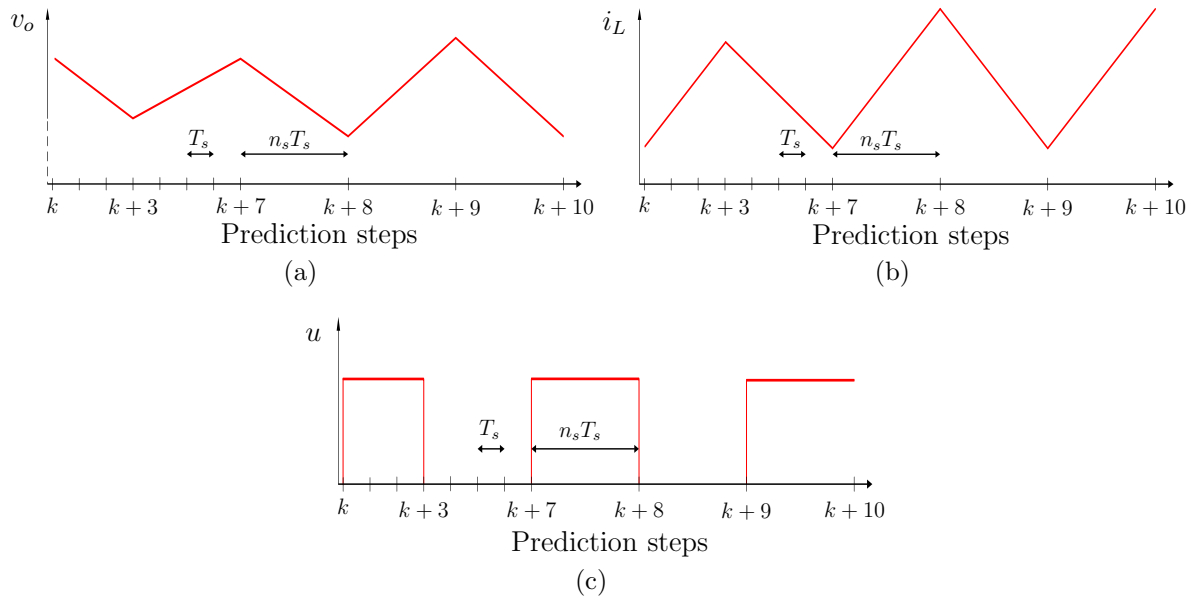 v_o
T_s
n_sT_s
k
k + 3
k + 7
k + 8
k + 9
k + 10
Prediction steps
(a)
i_L
T_s
n_sT_s
k
k + 3
k + 7
k + 8
k + 9
k + 10
Prediction steps
(b)
u
T_s
n_sT_s
k
k + 3
k + 7
k + 8
k + 9
k + 10
Prediction steps
(c)